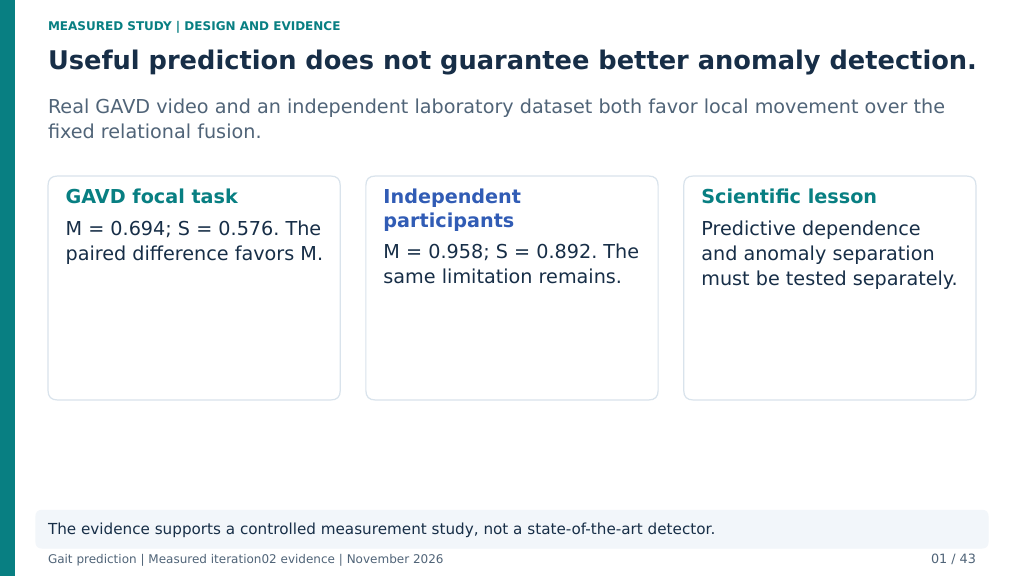 MEASURED STUDY | DESIGN AND EVIDENCE
Useful prediction does not guarantee better anomaly detection.
Real GAVD video and an independent laboratory dataset both favor local movement over the
fixed relational fusion.
GAVD focal task
M = 0.694; S = 0.576. The
paired difference favors M.
Independent
participants
M = 0.958; S = 0.892. The
same limitation remains.
Scientific lesson
Predictive dependence
and anomaly separation
must be tested separately.
The evidence supports a controlled measurement study, not a state-of-the-art detector.
Gait prediction | Measured iteration02 evidence | November 2026
01 / 43